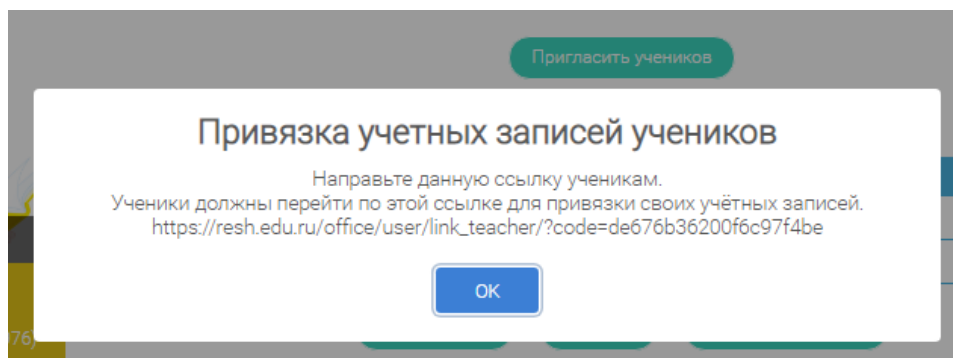 Пригласить учеников
Привязка учетных записей учеников
Направьте данную ссылку ученикам.
Ученики должны перейти по этой ссылке для привязки своих учётных записей.
https://resh.edu.ru/office/user/link_teacher/?code=de676b36200f6c97f4be
OK
76)